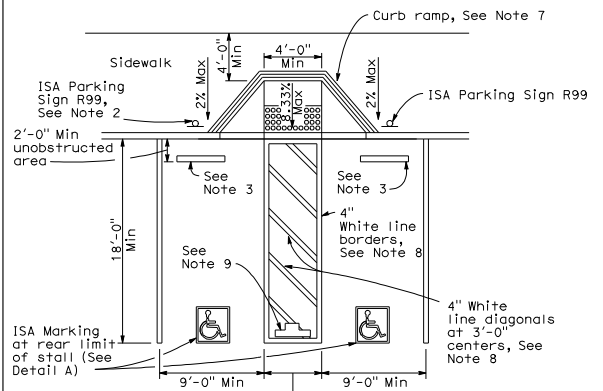 Curb ramp, See Note 7
4'-0"
Min
Sidewalk
4'-0"
Min
ISA Parking
Sign R99,
See Note 2
2% Max
8.33%
Max
2% Max
ISA Parking Sign R99
2'-0" Min
unobstructed
area
See
Note 3
See
Note 3
18'-0"
Min
4"
White line
borders,
See Note 8
See
Note 9
4" White
line diagonals
at 3'-0"
centers, See
Note 8
ISA Marking
at rear limit
of stall (See
Detail A)
9'-0" Min
9'-0" Min